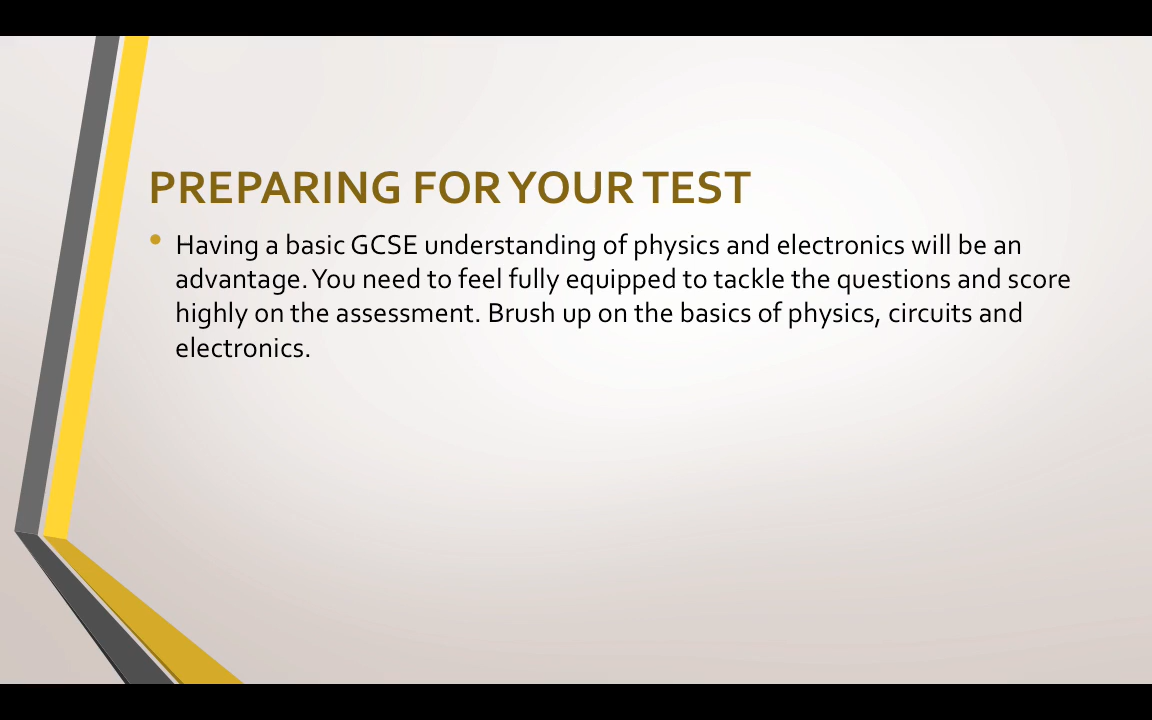 PREPARING FOR YOUR TEST
• Having a basic GCSE understanding of physics and electronics will be an
advantage. You need to feel fully equipped to tackle the questions and score
highly on the assessment. Brush up on the basics of physics, circuits and
electronics.